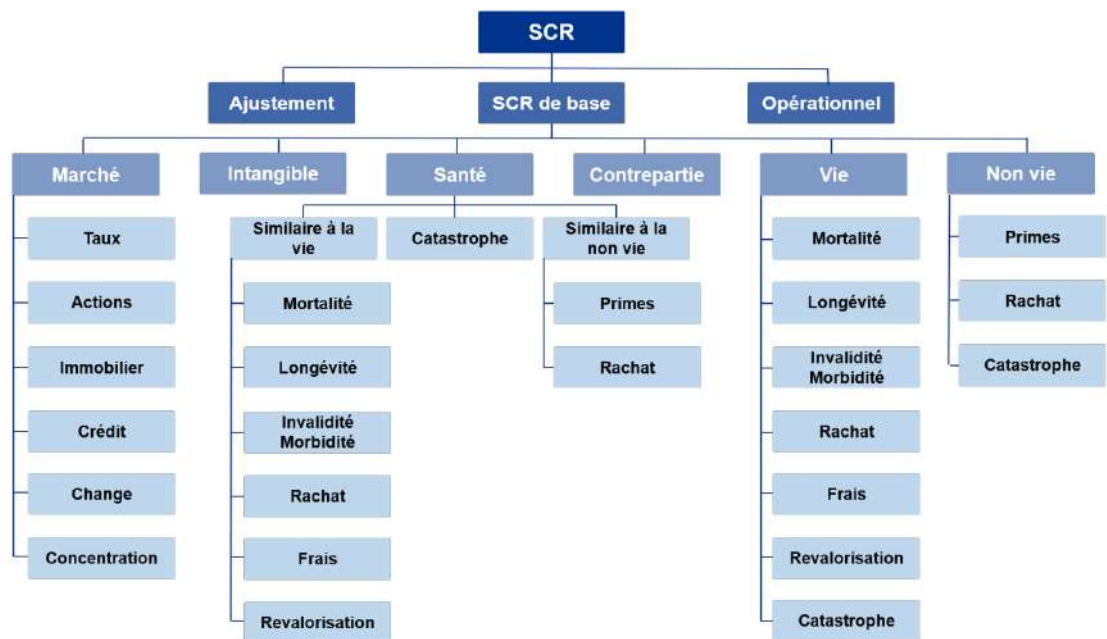 SCR
Ajustement
SCR de base
Opérationnel
Marché
Intangible
Santé
Contrepartie
Vie
Non vie
Taux
Actions
Immobilier
Crédit
Change
Concentration
Similaire à la
vie
Mortalité
Longévité
Invalidité
Morbidité
Rachat
Frais
Revalorisation
Catastrophe
Similaire à la
non vie
Primes
Rachat
Mortalité
Longévité
Invalidité
Morbidité
Rachat
Frais
Revalorisation
Catastrophe
Primes
Rachat
Catastrophe